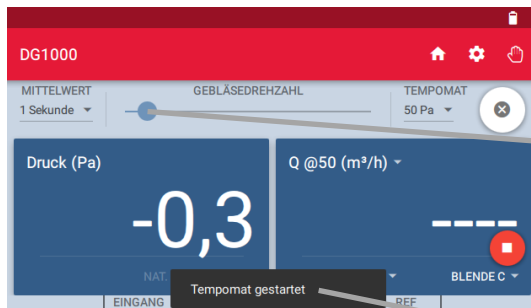 DG1000
MITTELWERT GEBLÄSEDREHZAHL TEMPOMAT
1 Sekunde 50 Pa
Druck (Pa) Q @50 (m³/h)
-0,3 ----
NAT. BLENDE C
Tempomat gestartet
EINGANG REF